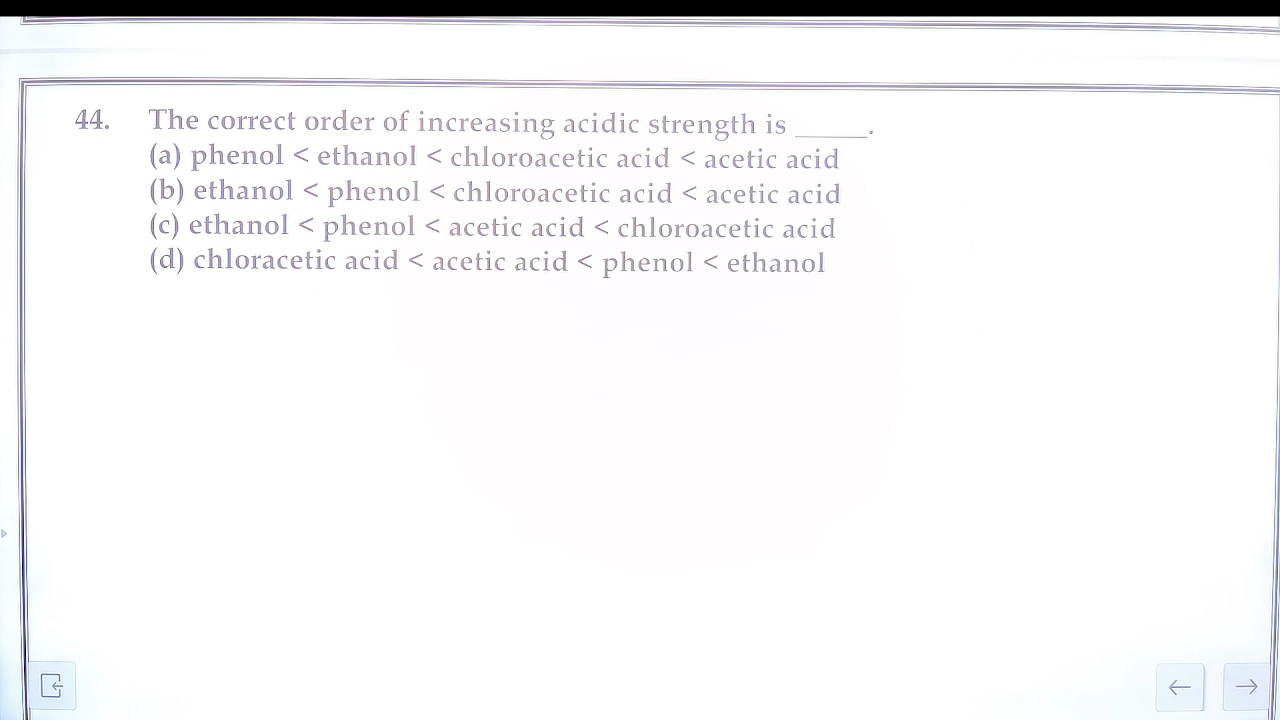 44. The correct order of increasing acidic strength is _____.
(a) phenol < ethanol < chloroacetic acid < acetic acid
(b) ethanol < phenol < chloroacetic acid < acetic acid
(c) ethanol < phenol < acetic acid < chloroacetic acid
(d) chloracetic acid < acetic acid < phenol < ethanol